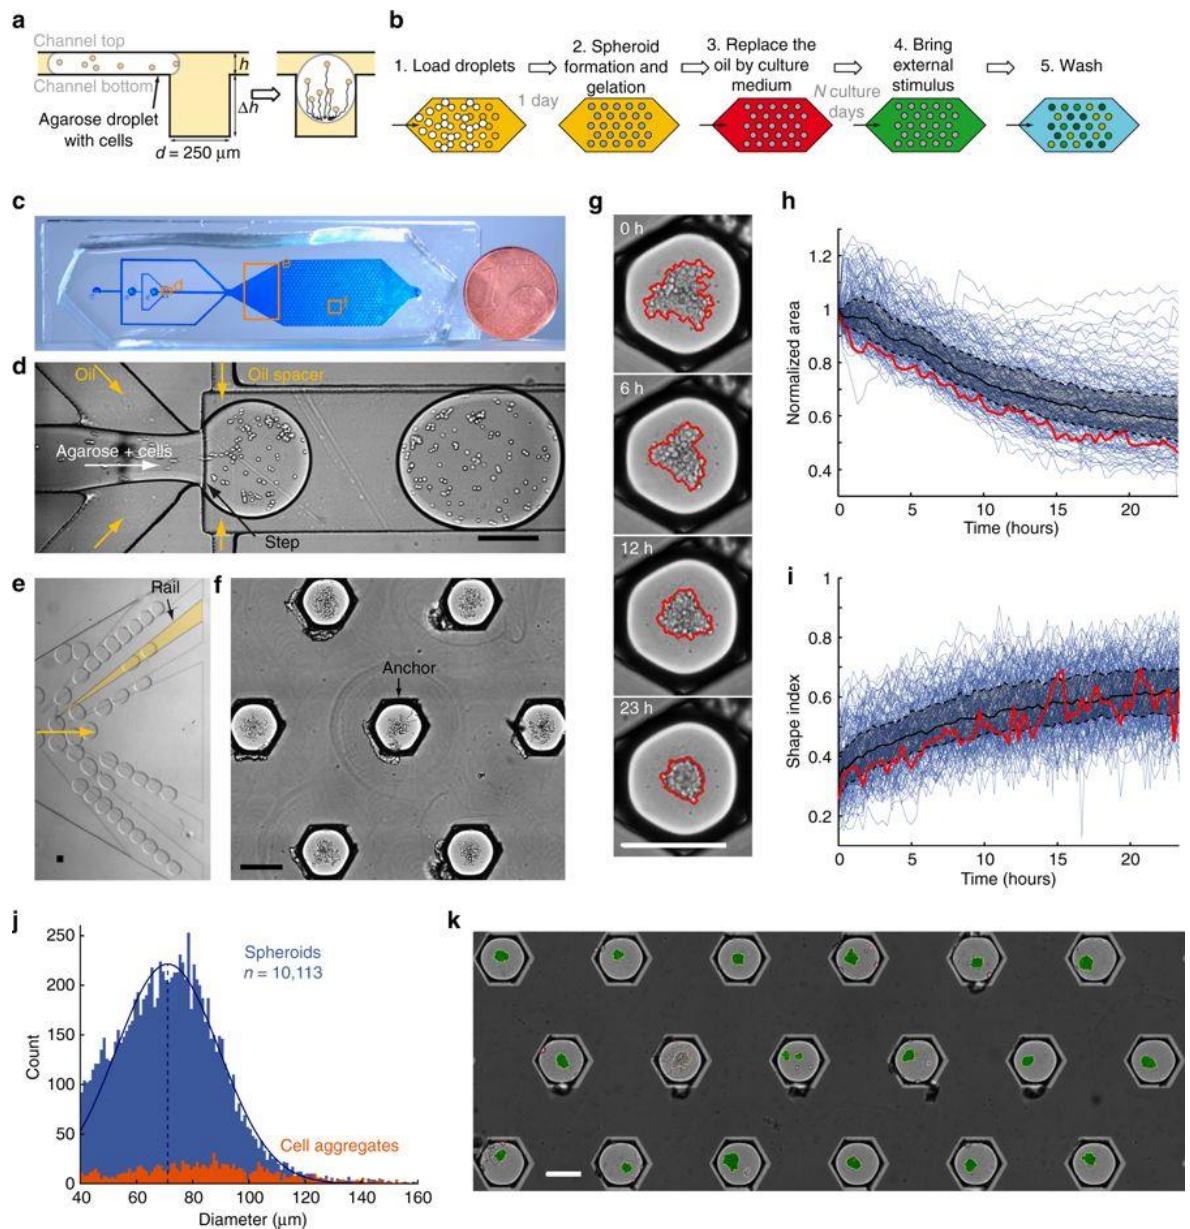 a
Channel top
Channel bottom
Agarose droplet
with cells
h
Δh
d = 250 μm
b
1. Load droplets
1 day
2. Spheroid
formation and
gelation
3. Replace the
oil by culture
medium
N culture
days
4. Bring
external
stimulus
5. Wash
c
d
e
f
d
Oil
Oil spacer
Agarose + cells
Step
e
Rail
f
Anchor
g
0 h
6 h
12 h
23 h
h
Normalized area
1.2
1
0.8
0.6
0.4
0
5
10
15
20
Time (hours)
i
Shape index
1
0.8
0.6
0.4
0.2
0
5
10
15
20
Time (hours)
j
Count
250
200
150
100
50
0
Spheroids
n = 10,113
Cell aggregates
40
60
80
100
120
140
160
Diameter (μm)
k